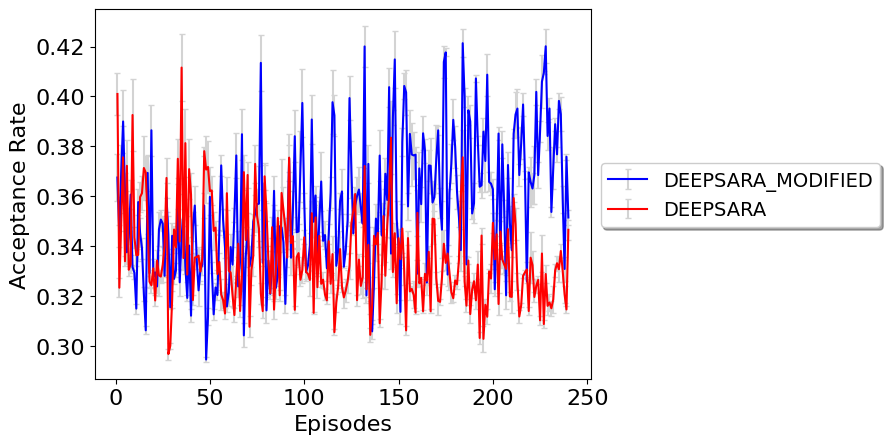 0.42
0.40
0.38
0.36
0.34
0.32
0.30
Acceptance Rate
0 50 100 150 200 250
Episodes
DEEPSARA_MODIFIED
DEEPSARA